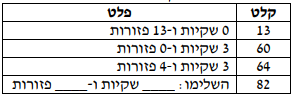 קלט פלט
13 0 שקיות ו-13 פזורות
60 3 שקיות ו-0 פזורות
64 3 שקיות ו-4 פזורות
82 השלימו: ____ שקיות ו-____ פזורות